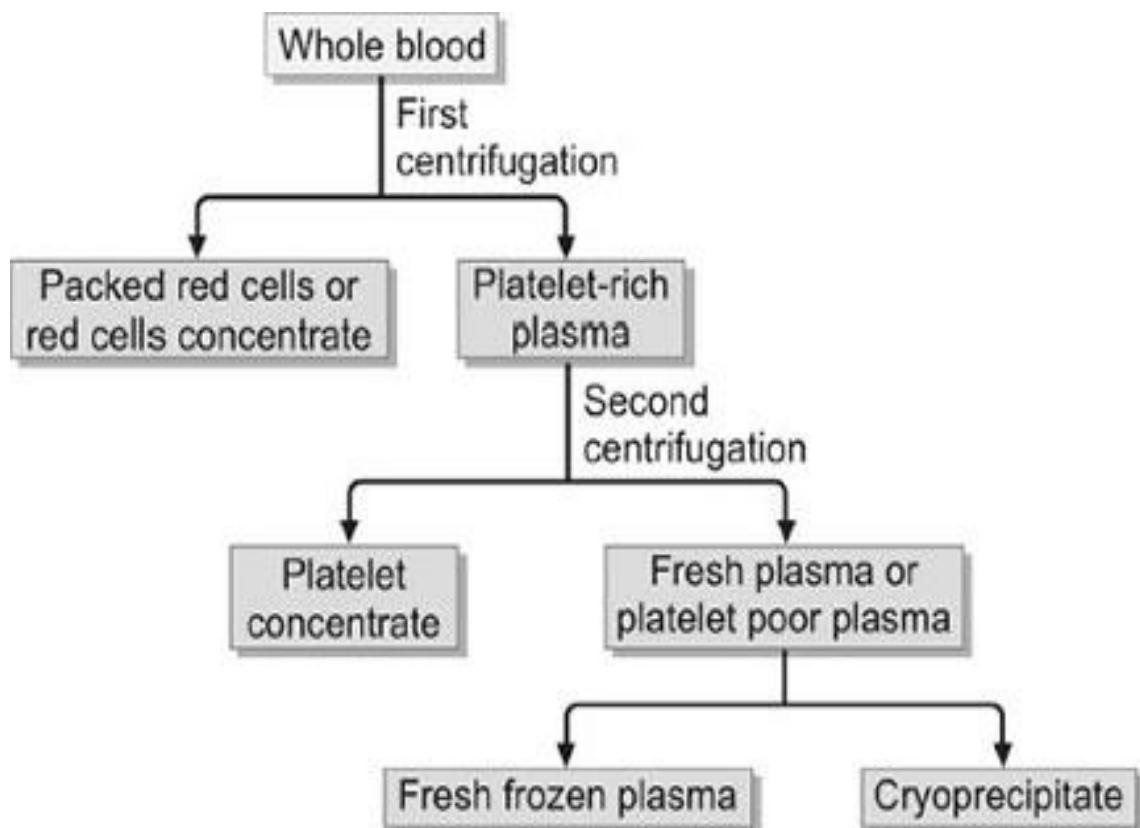 Whole blood
First
centrifugation
Packed red cells or
red cells concentrate
Platelet-rich
plasma
Second
centrifugation
Platelet
concentrate
Fresh plasma or
platelet poor plasma
Fresh frozen plasma
Cryoprecipitate